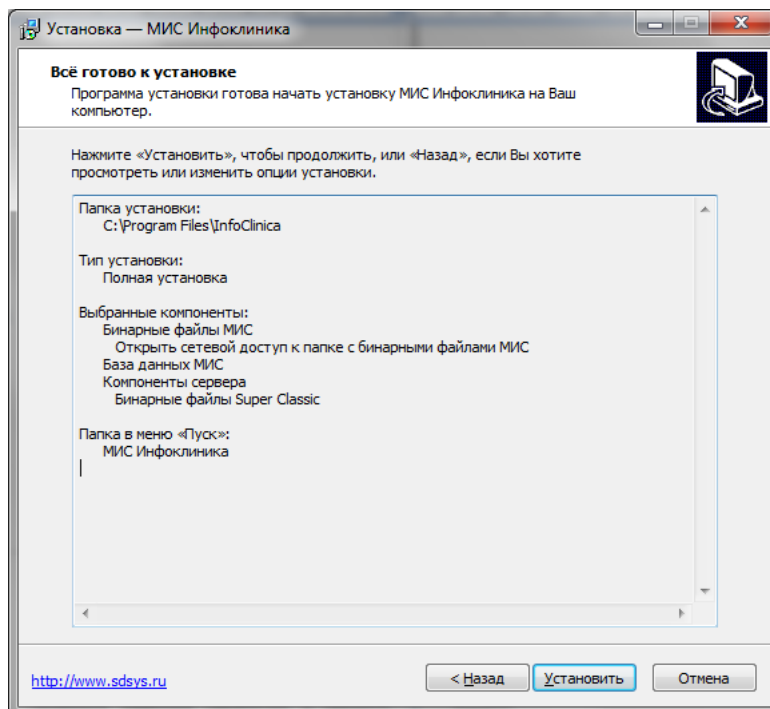 Установка — МИС Инфоклиника
Всё готово к установке
Программа установки готова начать установку МИС Инфоклиника на Ваш
компьютер.
Нажмите «Установить», чтобы продолжить, или «Назад», если Вы хотите
просмотреть или изменить опции установки.
Папка установки:
C:\Program Files\InfoClinica
Тип установки:
Полная установка
Выбранные компоненты:
Бинарные файлы МИС
Открыть сетевой доступ к папке с бинарными файлами МИС
База данных МИС
Компоненты сервера
Бинарные файлы Super Classic
Папка в меню «Пуск»:
МИС Инфоклиника
http://www.sdsys.ru
< Назад
Установить
Отмена